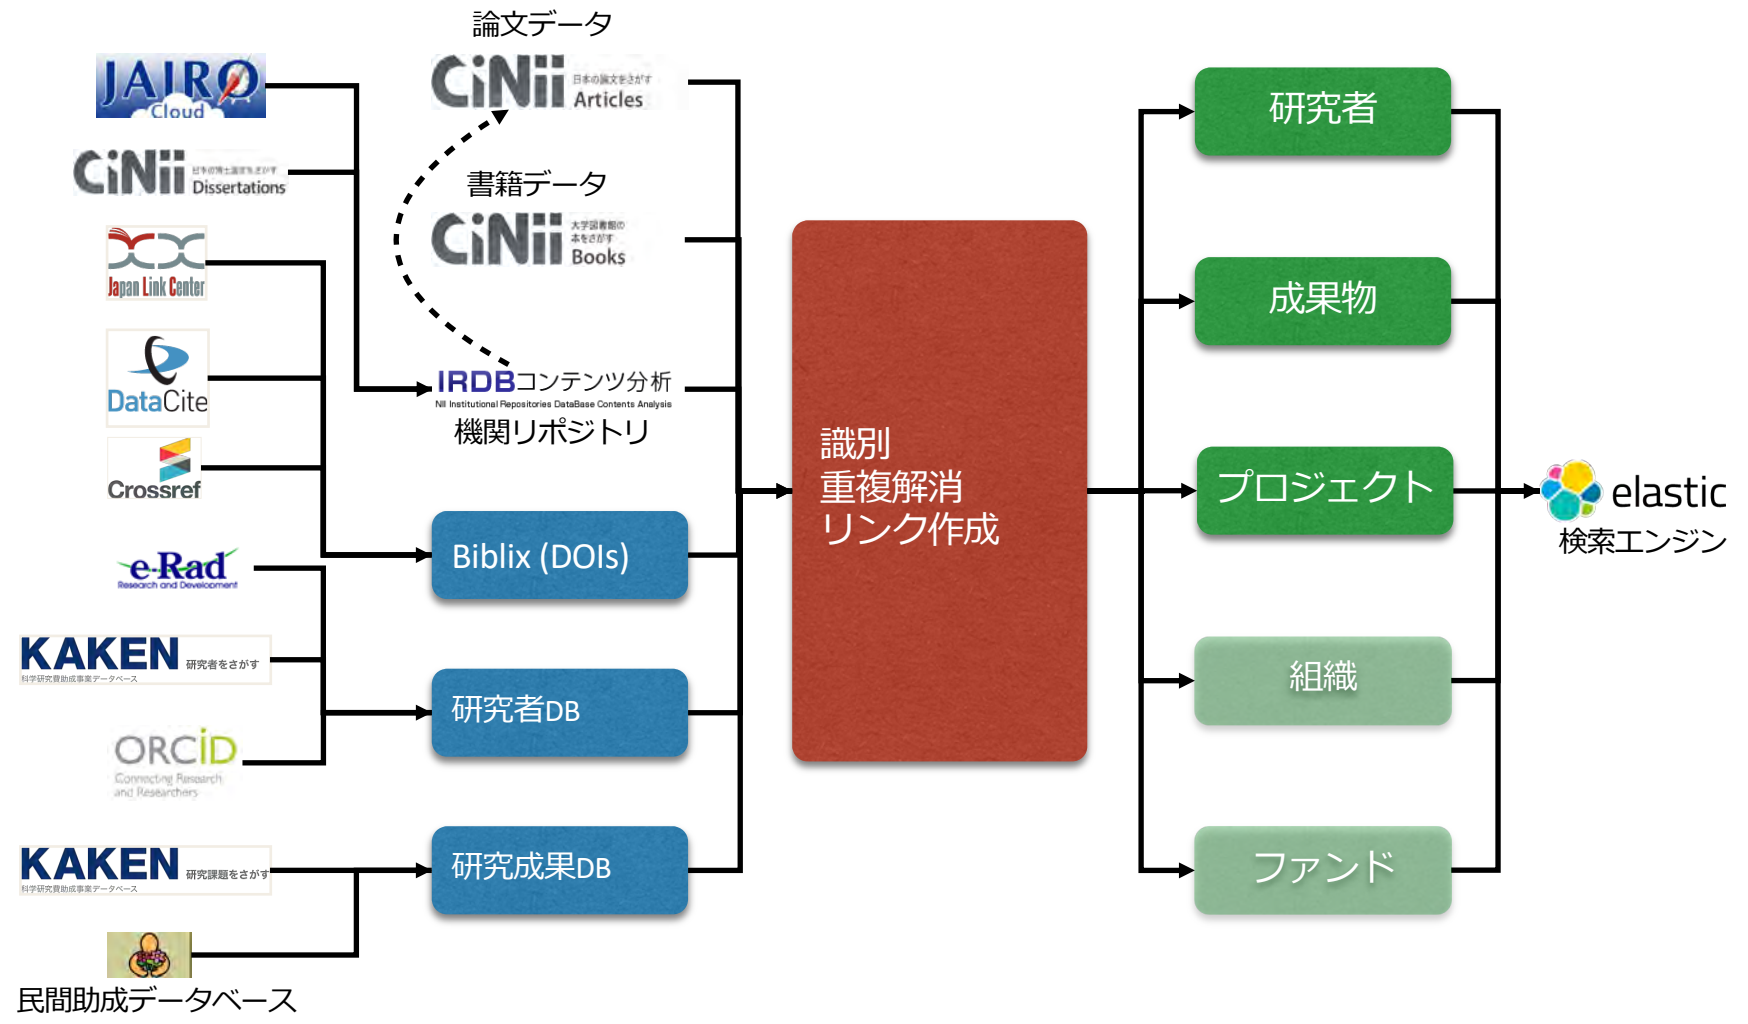 論文データ
JAIRO
Cloud
CiNii 日本の論文をさがす
Articles
CiNii 日本の博士論文をさがす
Dissertations
書籍データ
CiNii 大学図書館の
本をさがす
Books
Japan Link Center
DataCite
Crossref
IRDBコンテンツ分析
NII Institutional Repositories DataBase Contents Analysis
機関リポジトリ
Biblix (DOIs)
e-Rad
Research and Development
KAKEN 研究者をさがす
科学研究費助成事業データベース
研究者DB
ORCID
Connecting Research
and Researchers
KAKEN 研究課題をさがす
科学研究費助成事業データベース
研究成果DB
民間助成データベース
識別
重複解消
リンク作成
研究者
成果物
プロジェクト
組織
ファンド
elastic
検索エンジン